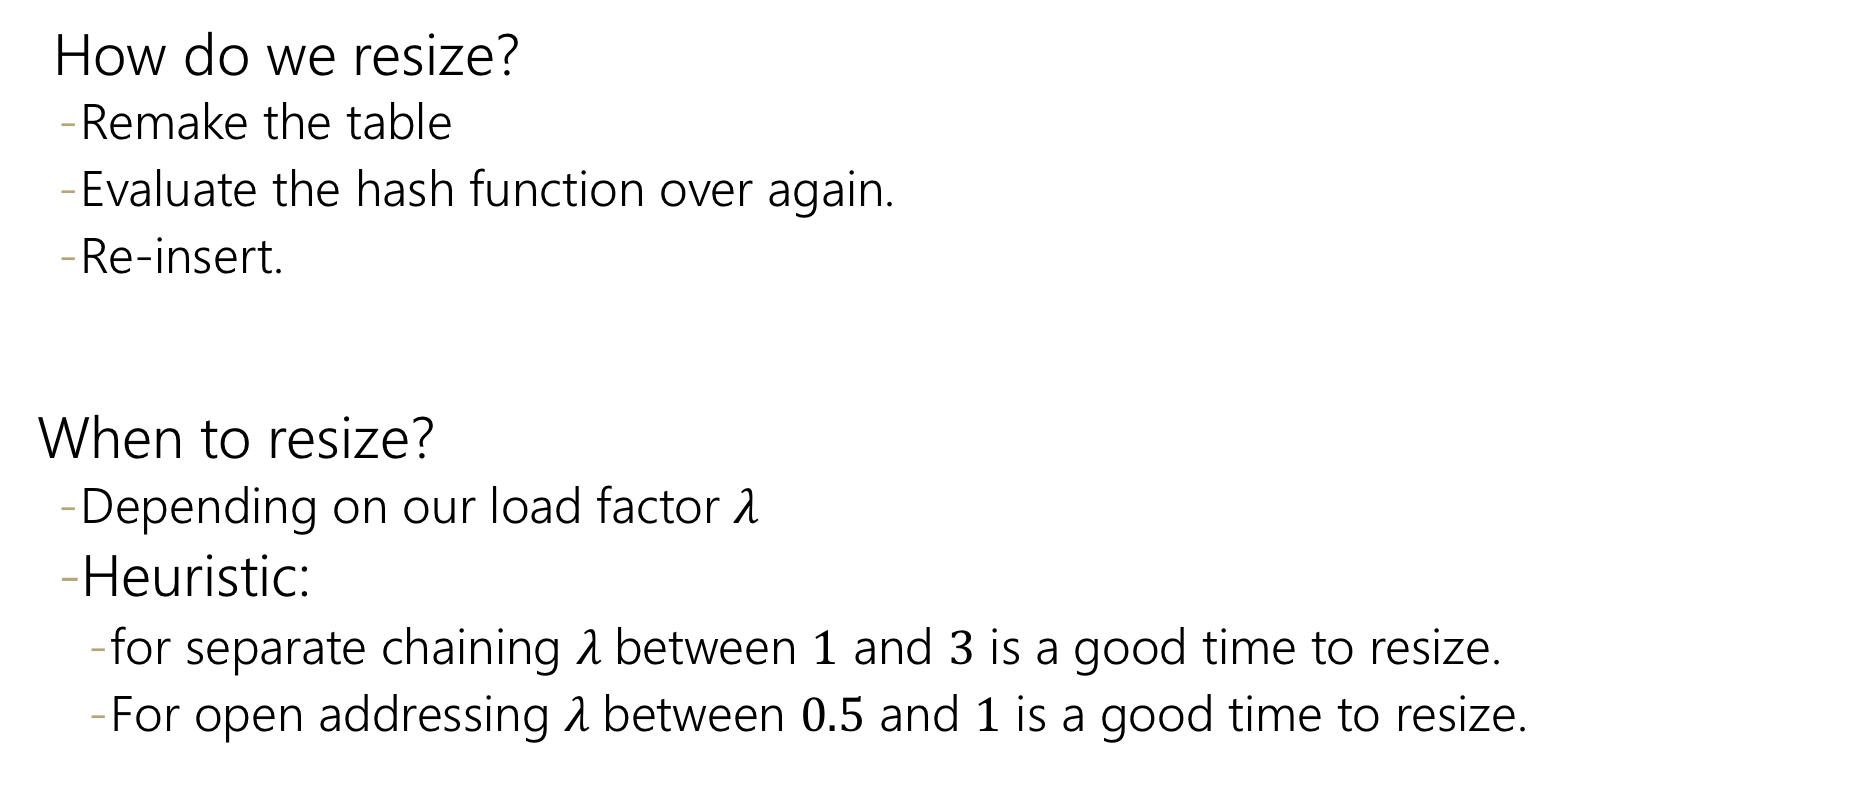 How do we resize?
-Remake the table
-Evaluate the hash function over again.
-Re-insert.
When to resize?
-Depending on our load factor 𝜆
-Heuristic:
-for separate chaining 𝜆 between 1 and 3 is a good time to resize.
-For open addressing 𝜆 between 0.5 and 1 is a good time to resize.